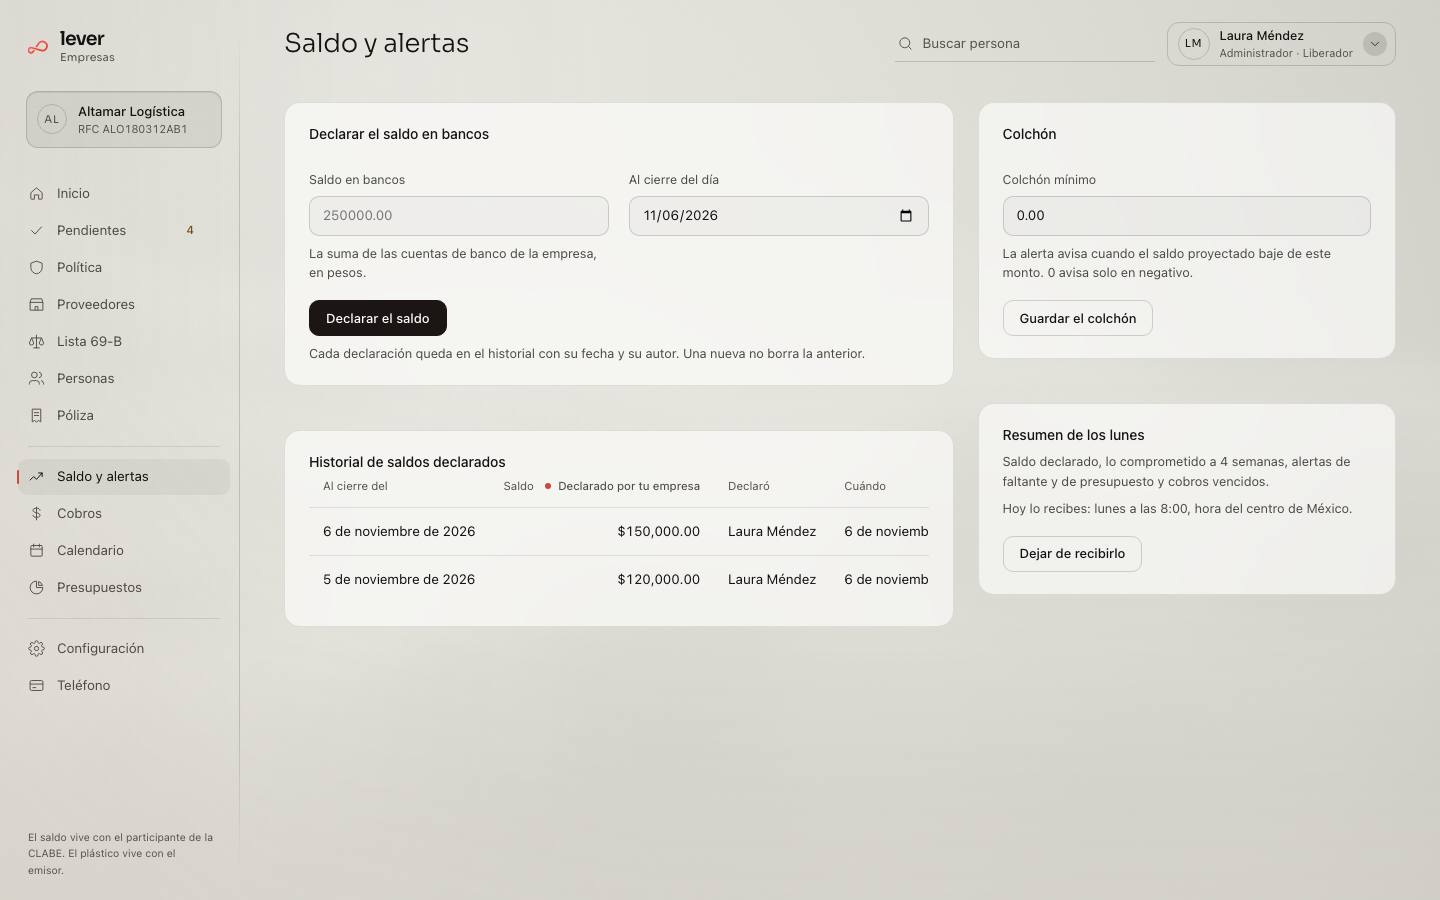 lever
Empresas
AL
Altamar Logística
RFC ALO180312AB1
Inicio
Pendientes 4
Política
Proveedores
Lista 69-B
Personas
Póliza
Saldo y alertas
Cobros
Calendario
Presupuestos
Configuración
Teléfono
El saldo vive con el participante de la
CLABE. El plástico vive con el
emisor.
Saldo y alertas
Buscar persona
LM
Laura Méndez
Administrador · Liberador
Declarar el saldo en bancos
Saldo en bancos
250000.00
La suma de las cuentas de banco de la empresa,
en pesos.
Al cierre del día
11/06/2026
Declarar el saldo
Cada declaración queda en el historial con su fecha y su autor. Una nueva no borra la anterior.
Historial de saldos declarados
Al cierre del Saldo Declarado por tu empresa Declaró Cuándo
6 de noviembre de 2026 $150,000.00 Laura Méndez 6 de noviemb
5 de noviembre de 2026 $120,000.00 Laura Méndez 6 de noviemb
Colchón
Colchón mínimo
0.00
La alerta avisa cuando el saldo proyectado baje de este
monto. 0 avisa solo en negativo.
Guardar el colchón
Resumen de los lunes
Saldo declarado, lo comprometido a 4 semanas, alertas de
faltante y de presupuesto y cobros vencidos.
Hoy lo recibes: lunes a las 8:00, hora del centro de México.
Dejar de recibirlo